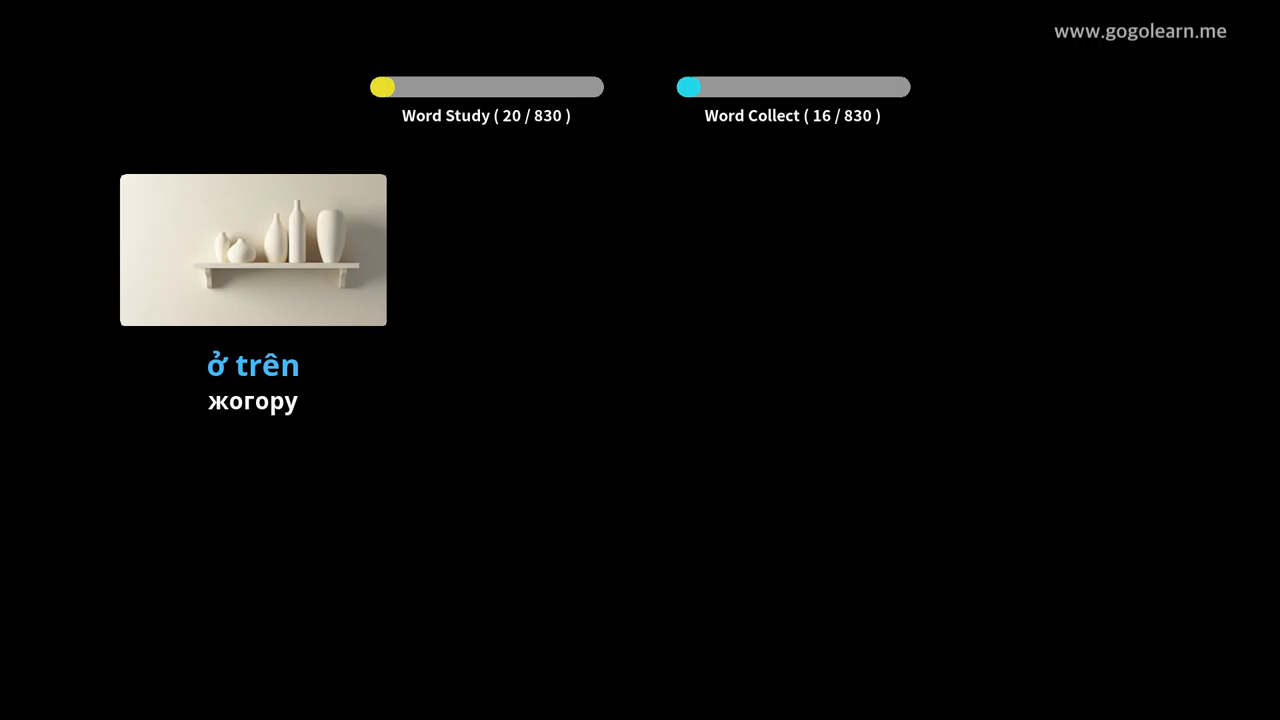 www.gogolearn.me
Word Study ( 20 / 830 )
Word Collect ( 16 / 830 )
ở trên
жогору